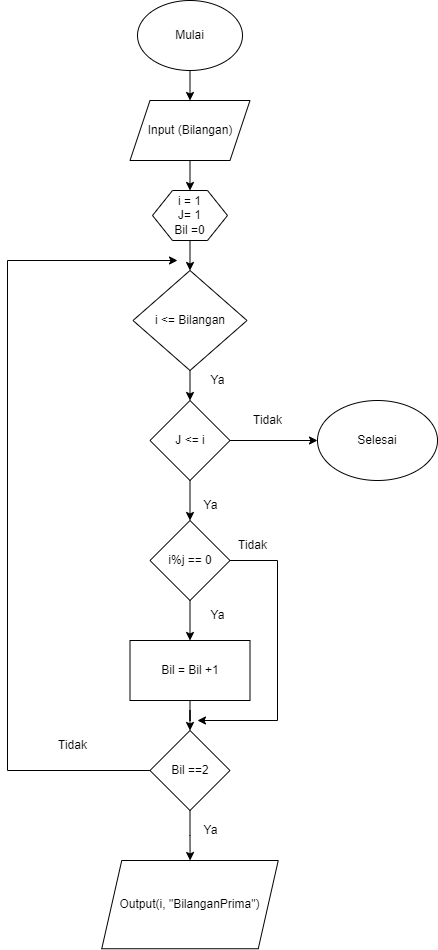 Mulai
Input (Bilangan)
i = 1
J= 1
Bil =0
i <= Bilangan
Ya
J <= i
Tidak
Selesai
Ya
i%j == 0
Tidak
Ya
Bil = Bil +1
Tidak
Bil ==2
Ya
Output(i, "BilanganPrima")